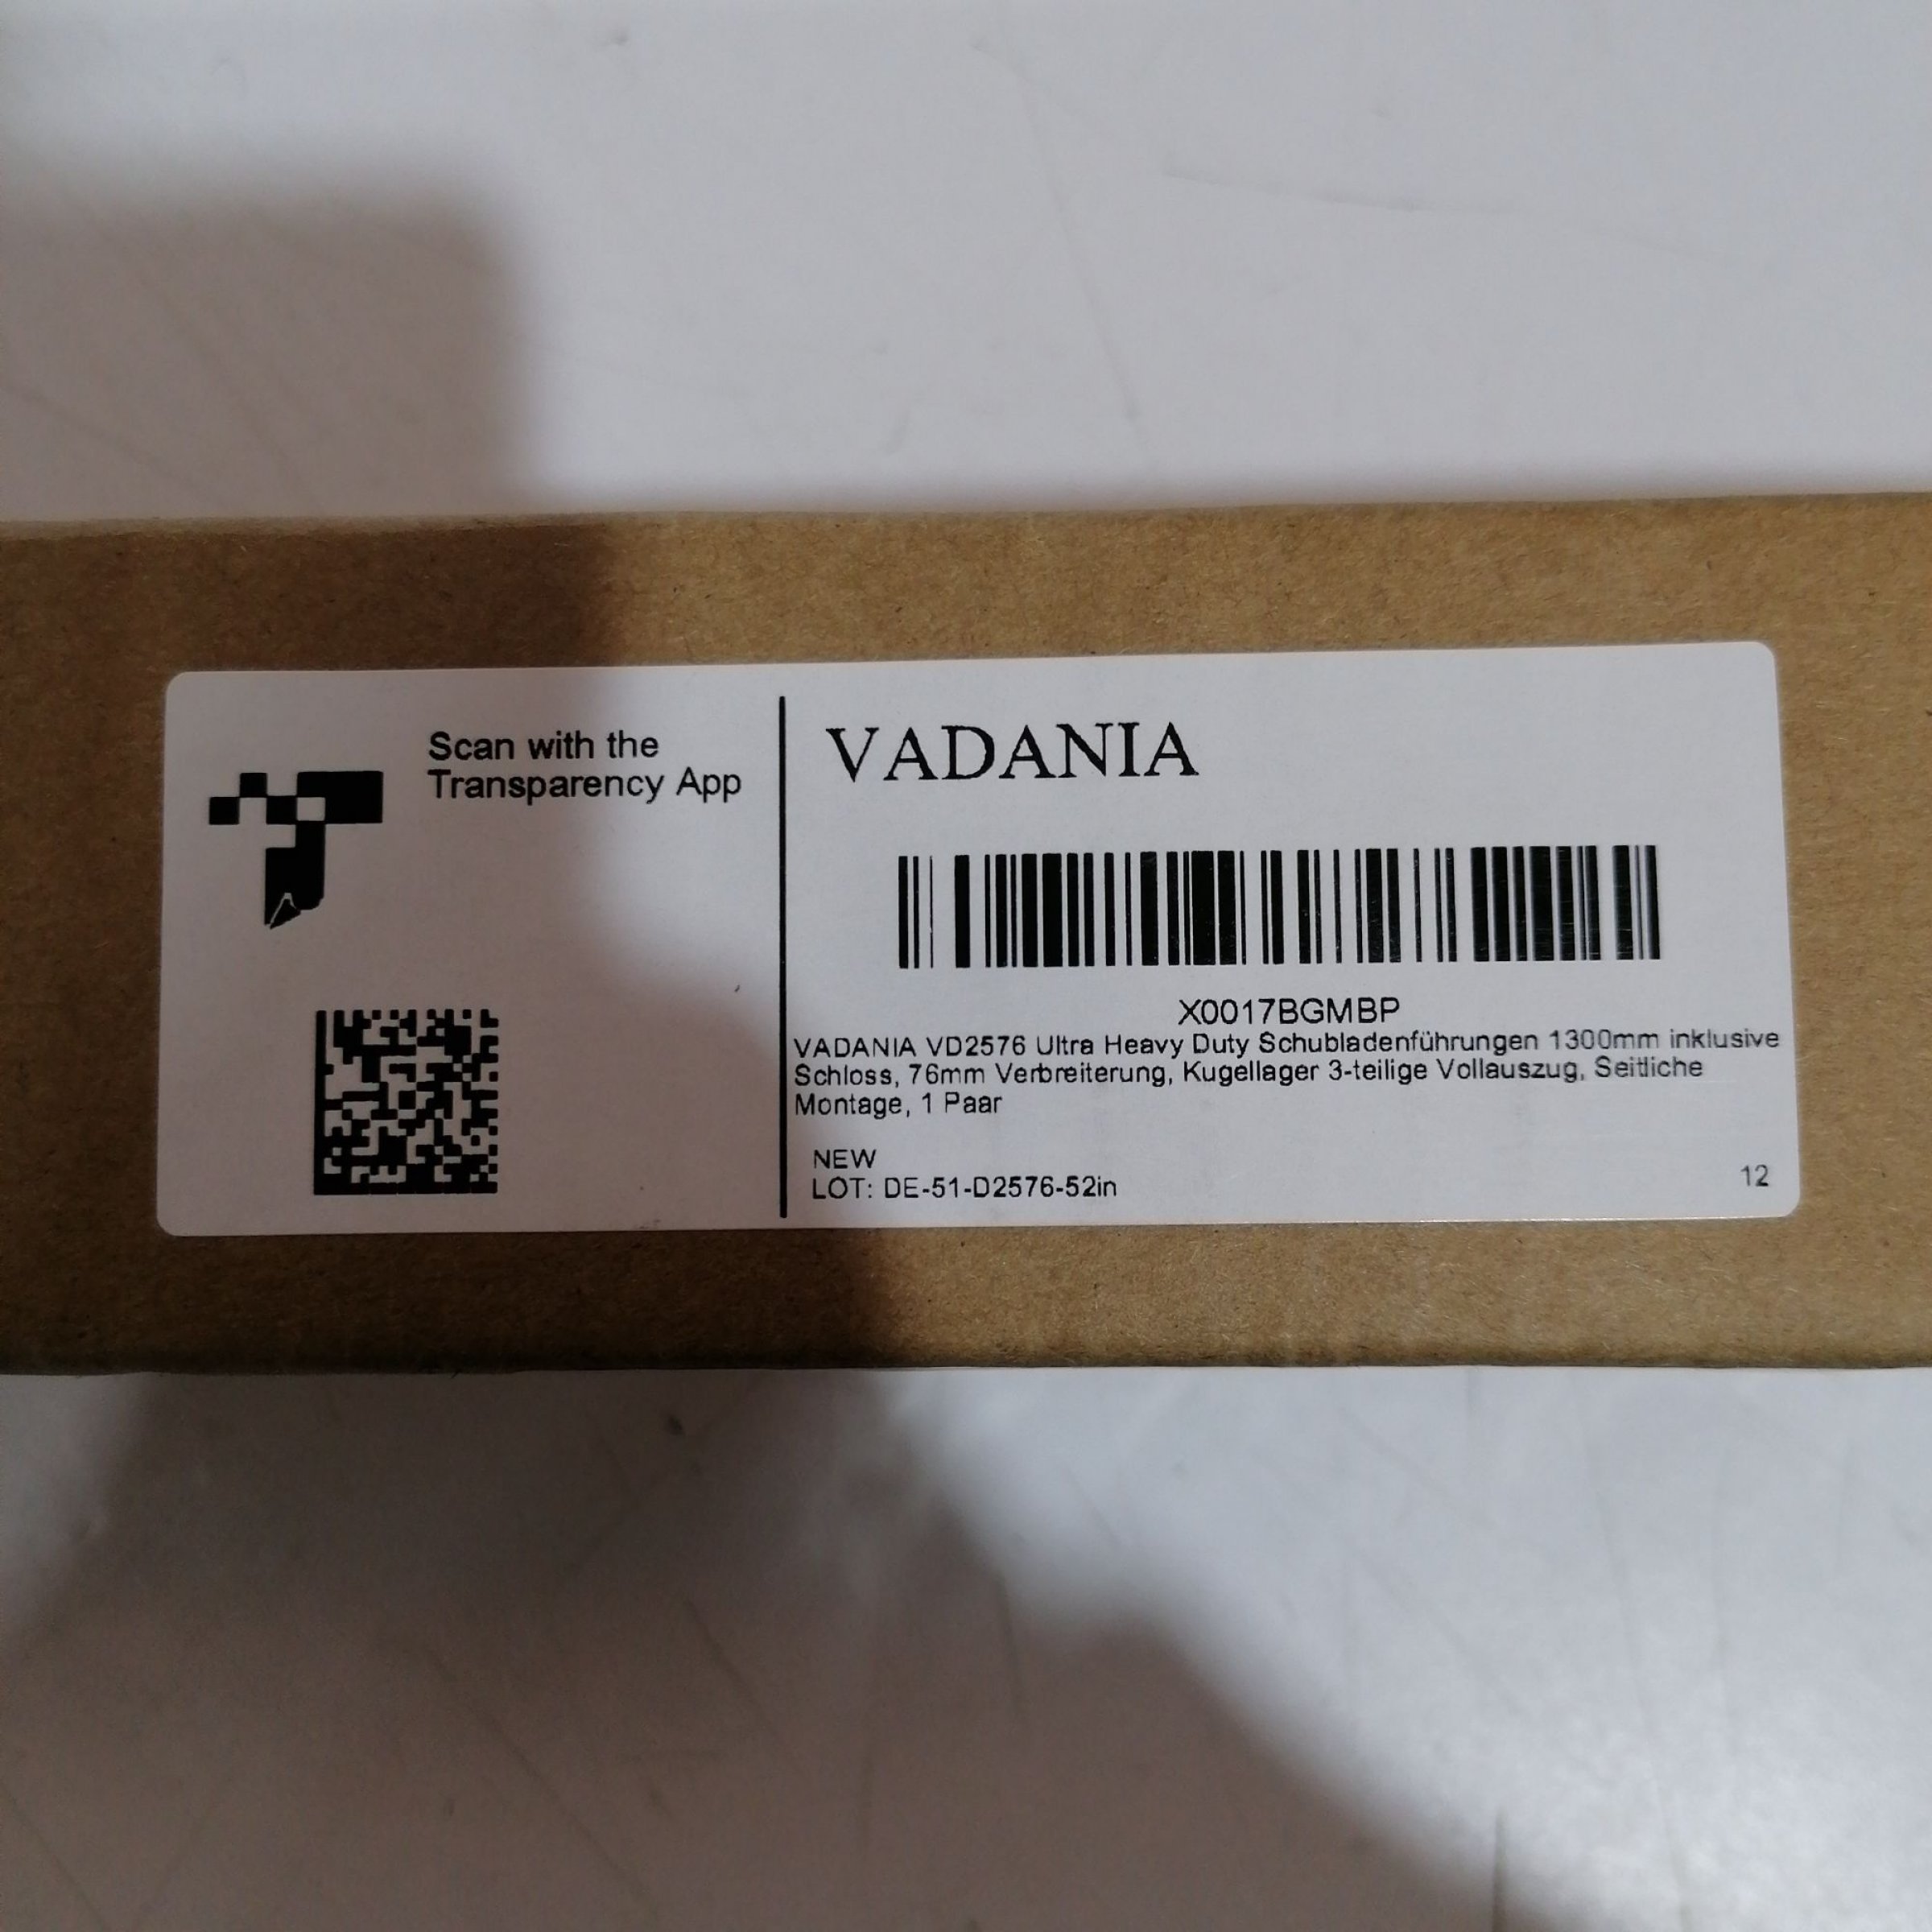 Scan with the
Transparency App
VADANIA
X0017BGMBP
VADANIA VD2576 Ultra Heavy Duty Schubladenführungen 1300mm inklusive
Schloss, 76mm Verbreiterung, Kugellager 3-teilige Vollauszug, Seitliche
Montage, 1 Paar
NEW
LOT: DE-51-D2576-52in
12